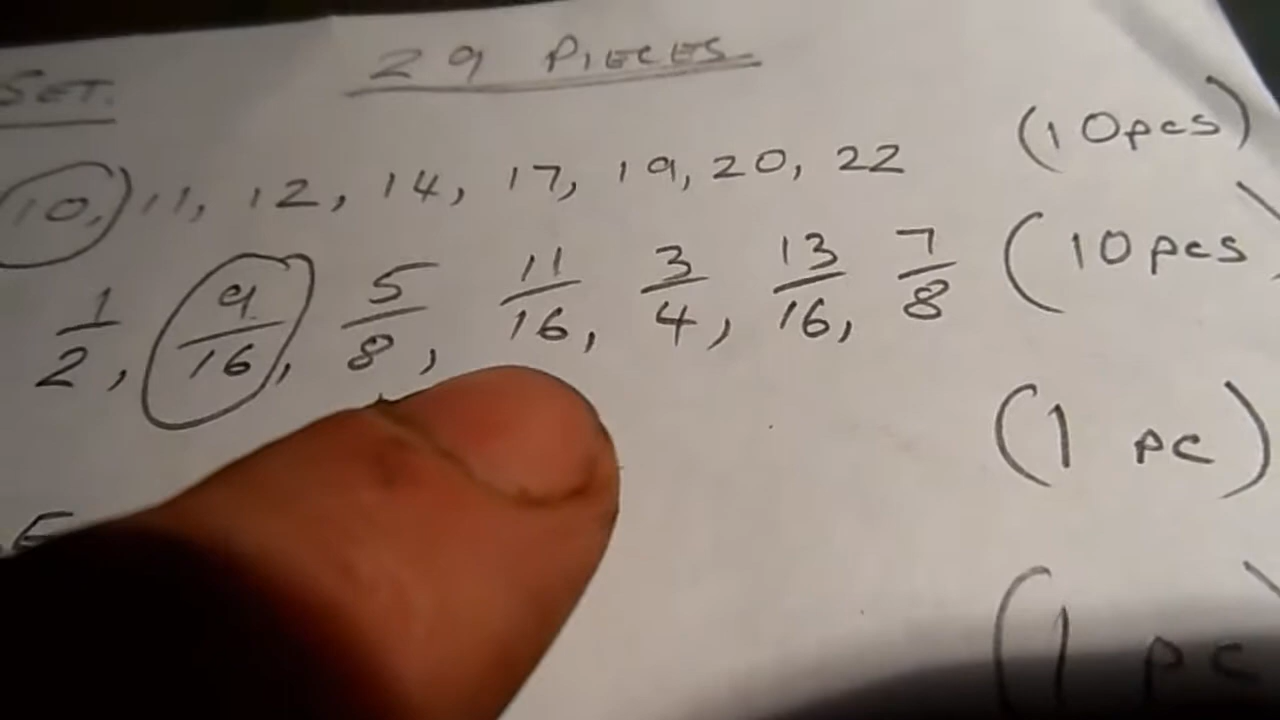 SET. 29 PIECES
10, 11, 12, 14, 17, 19, 20, 22 (10pcs)
1/2, 9/16, 5/8, 11/16, 3/4, 13/16, 7/8 (10pcs)
(1 pc)
(1 pc